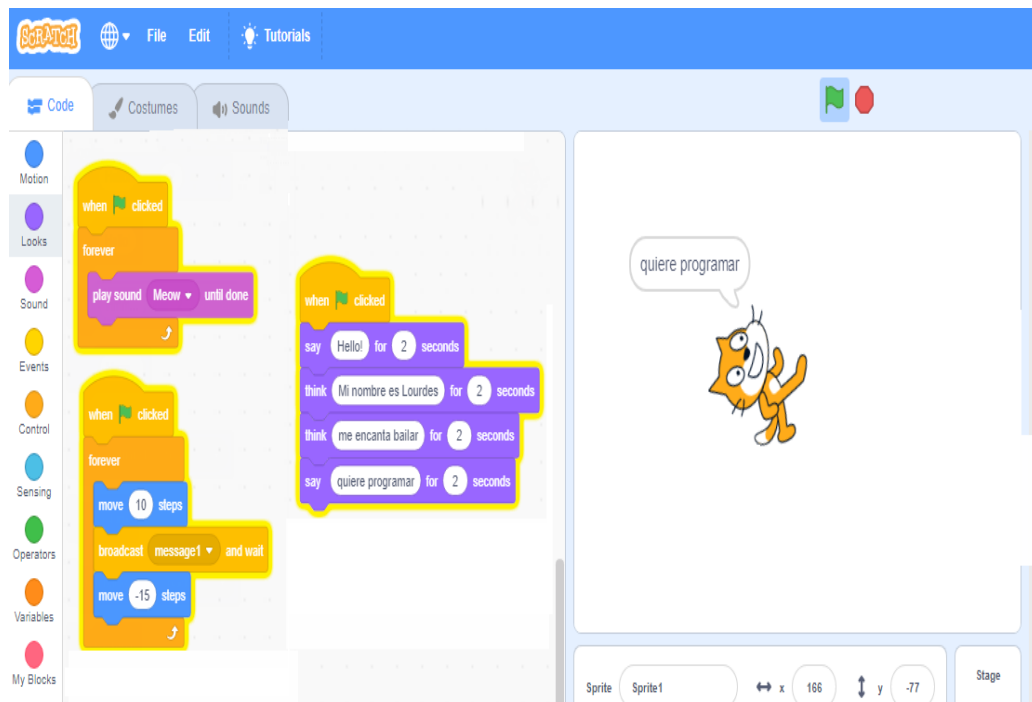 SCRATCH File Edit Tutorials
Code Costumes Sounds
Motion
Looks
Sound
Events
Control
Sensing
Operators
Variables
My Blocks
when clicked
forever
play sound Meow until done
when clicked
forever
move 10 steps
broadcast message1 and wait
move -15 steps
when clicked
say Hello! for 2 seconds
think Mi nombre es Lourdes for 2 seconds
think me encanta bailar for 2 seconds
say quiere programar for 2 seconds
quiere programar
Sprite Sprite1 x 166 y -77
Stage